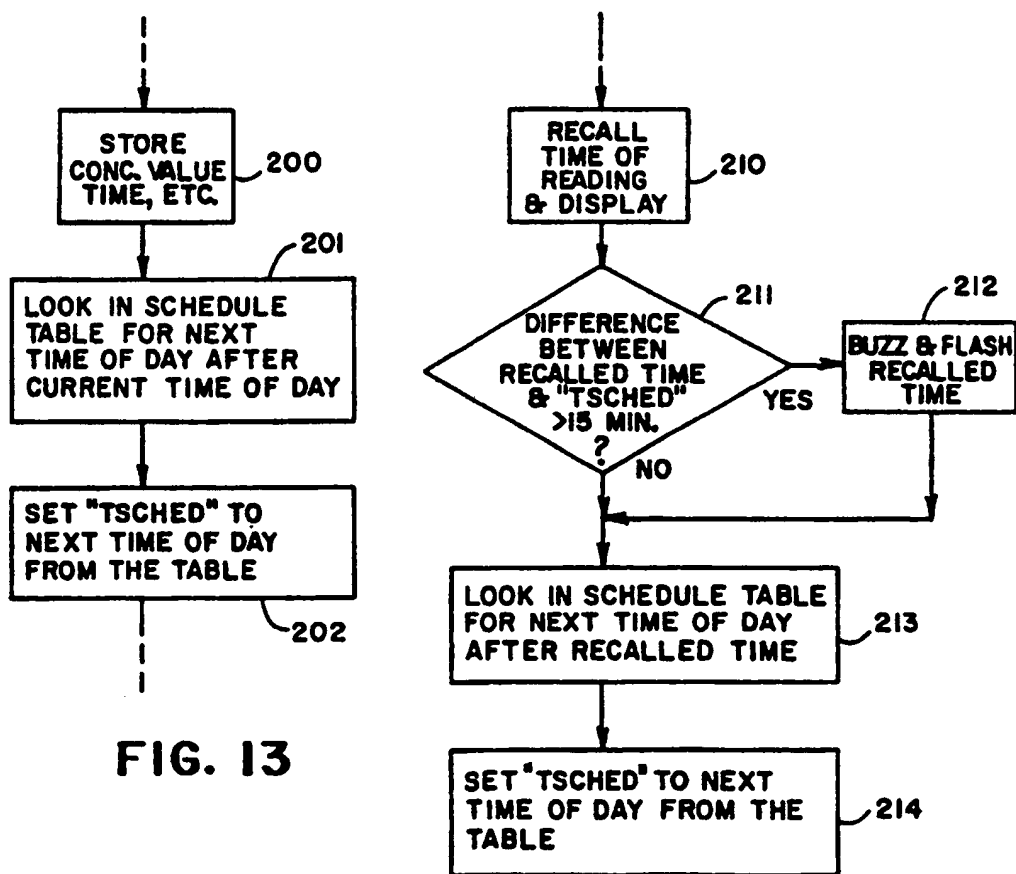 STORE
CONC. VALUE
TIME, ETC.
200
201
LOOK IN SCHEDULE
TABLE FOR NEXT
TIME OF DAY AFTER
CURRENT TIME OF DAY
SET "TSCHED" TO
NEXT TIME OF DAY
FROM THE TABLE
202
FIG. 13
RECALL
TIME OF
READING
& DISPLAY
210
211
DIFFERENCE
BETWEEN
RECALLED TIME
& "TSCHED"
>15 MIN.
?
YES
NO
212
BUZZ & FLASH
RECALLED
TIME
LOOK IN SCHEDULE TABLE
FOR NEXT TIME OF DAY
AFTER RECALLED TIME
213
SET "TSCHED" TO NEXT
TIME OF DAY FROM THE
TABLE
214